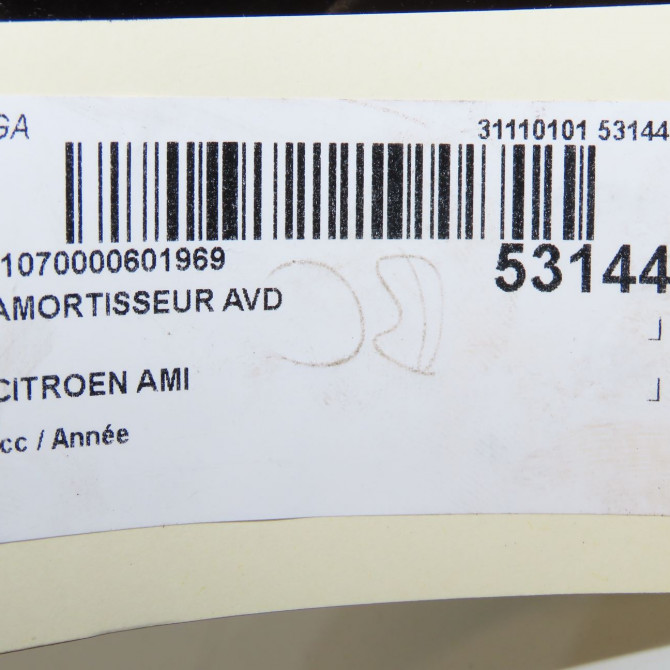 GA
31110101 53144
1070000601969
53144
AMORTISSEUR AVD
CITROEN AMI
cc / Année